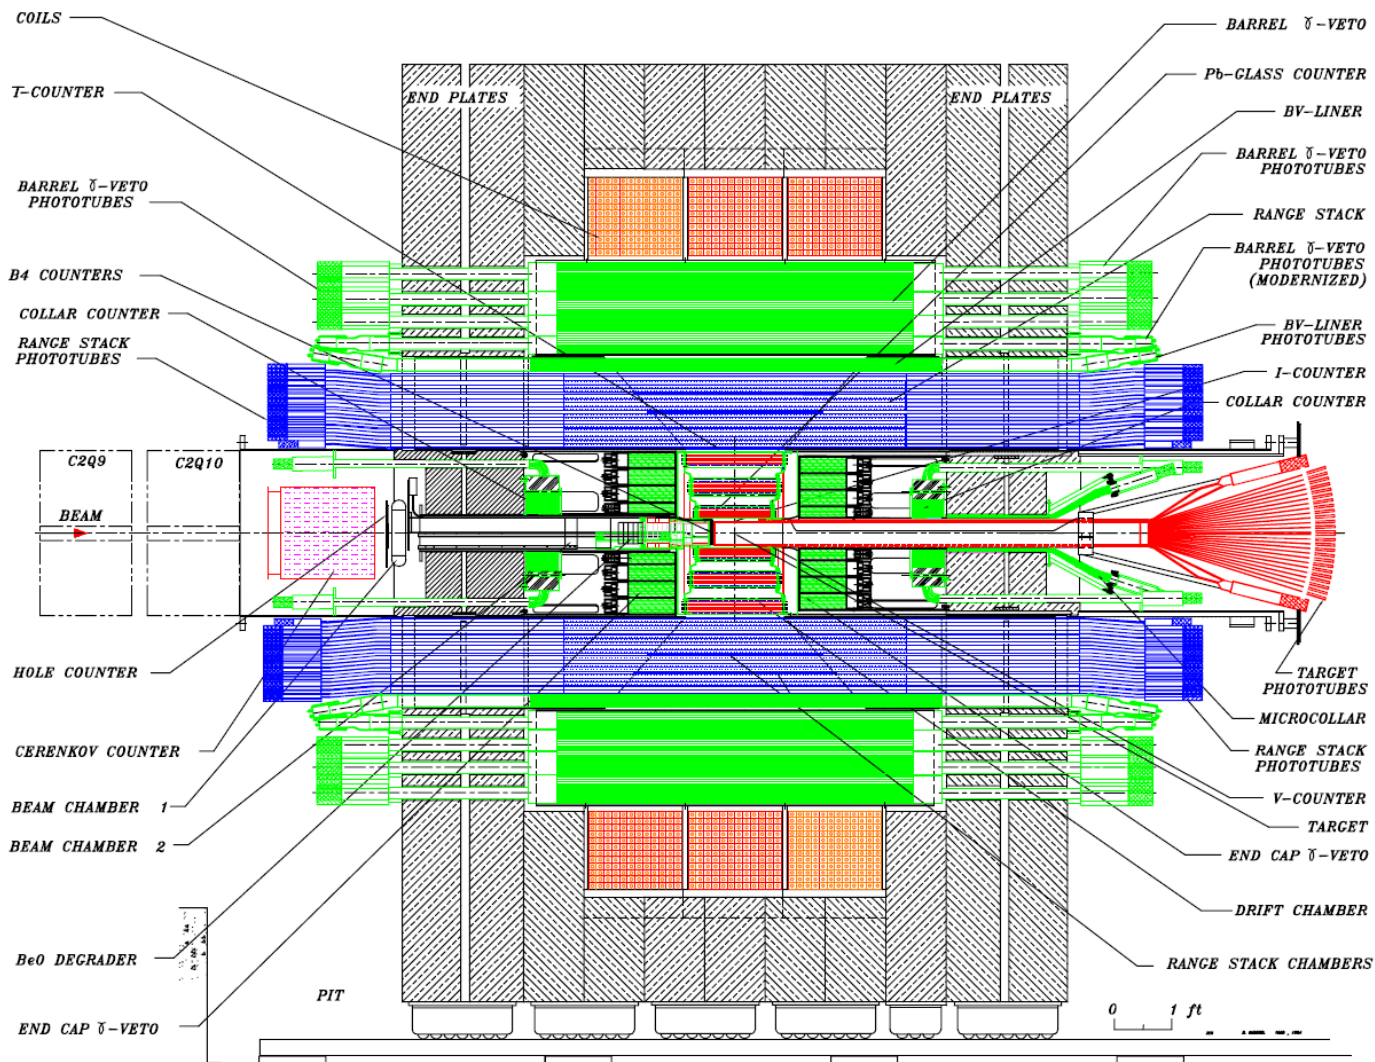 COILS
T-COUNTER
BARREL ɣ-VETO
PHOTOTUBES
B4 COUNTERS
COLLAR COUNTER
RANGE STACK
PHOTOTUBES
C2Q9
C2Q10
BEAM
HOLE COUNTER
CERENKOV COUNTER
BEAM CHAMBER 1
BEAM CHAMBER 2
BeO DEGRADER
END CAP ɣ-VETO
PIT
END PLATES
END PLATES
BARREL ɣ-VETO
Pb-GLASS COUNTER
BV-LINER
BARREL ɣ-VETO
PHOTOTUBES
RANGE STACK
BARREL ɣ-VETO
PHOTOTUBES
(MODERNIZED)
BV-LINER
PHOTOTUBES
I-COUNTER
COLLAR COUNTER
TARGET
PHOTOTUBES
MICROCOLLAR
RANGE STACK
PHOTOTUBES
V-COUNTER
TARGET
END CAP ɣ-VETO
DRIFT CHAMBER
RANGE STACK CHAMBERS
0 1 ft